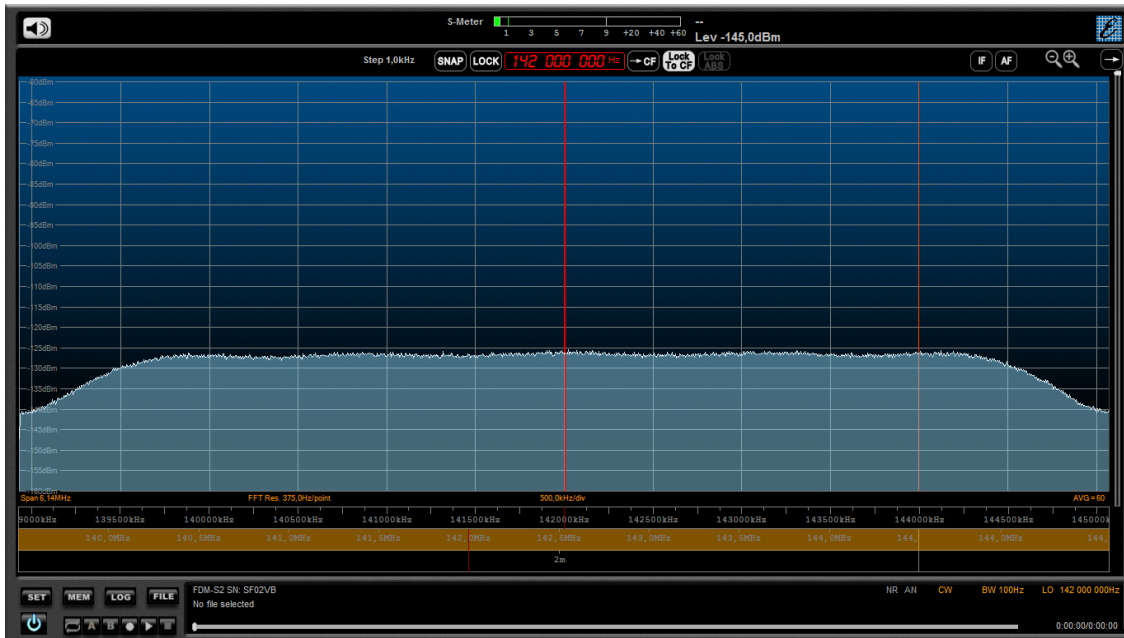 S-Meter
1 3 5 7 9 +20 +40 +60
--
Lev -145,0dBm
Step 1,0kHz SNAP LOCK 142 000 000 Hz →CF Lock To CF Lock ABS IF AF
-60dBm
-65dBm
-70dBm
-75dBm
-80dBm
-85dBm
-90dBm
-95dBm
-100dBm
-105dBm
-110dBm
-115dBm
-120dBm
-125dBm
-130dBm
-135dBm
-140dBm
-145dBm
-150dBm
-155dBm
-160dBm
Span 6,14MHz FFT Res. 375,0Hz/point 500,0kHz/div AVG=60
9000kHz 139500kHz 140000kHz 140500kHz 141000kHz 141500kHz 142000kHz 142500kHz 143000kHz 143500kHz 144000kHz 144500kHz 145000k
140,0MHz 140,5MHz 141,0MHz 141,5MHz 142,0MHz 142,5MHz 143,0MHz 143,5MHz 144,0MHz 144, 144,0MHz 144,
2m
SET MEM LOG FILE
FDM-S2 SN: SF02VB
No file selected
NR AN CW BW 100Hz LO 142 000 000Hz
A B
0:00:00/0:00:00